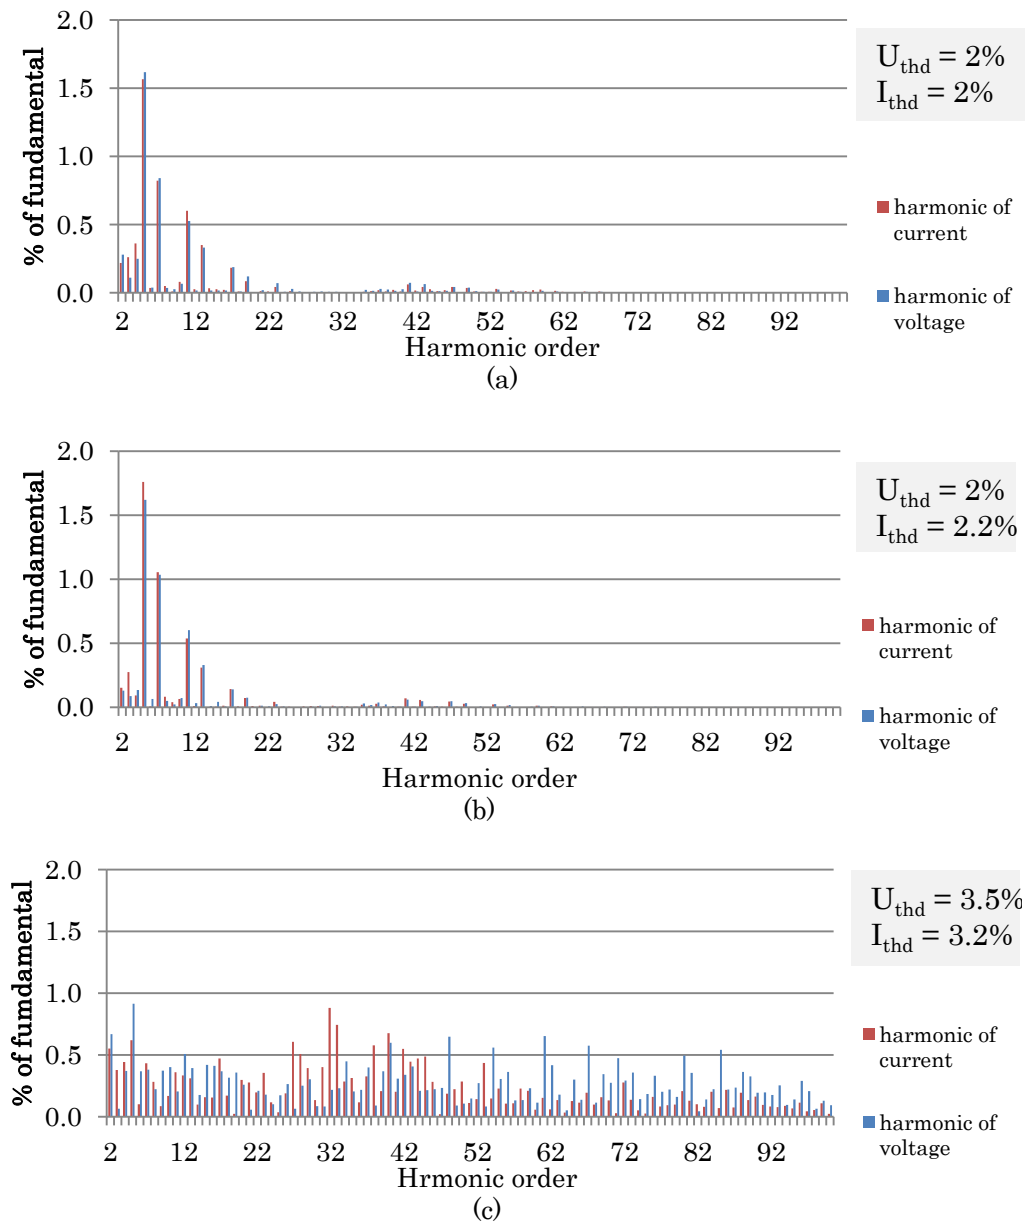 2.0
1.5
1.0
0.5
0.0
% of fundamental
2 12 22 32 42 52 62 72 82 92
Harmonic order
(a)
Uthd = 2%
Ithd = 2%
harmonic of
current
harmonic of
voltage
2.0
1.5
1.0
0.5
0.0
% of fundamental
2 12 22 32 42 52 62 72 82 92
Harmonic order
(b)
Uthd = 2%
Ithd = 2.2%
harmonic of
current
harmonic of
voltage
2.0
1.5
1.0
0.5
0.0
% of fumdamental
2 12 22 32 42 52 62 72 82 92
Hrmonic order
(c)
Uthd = 3.5%
Ithd = 3.2%
harmonic of
current
harmonic of
voltage